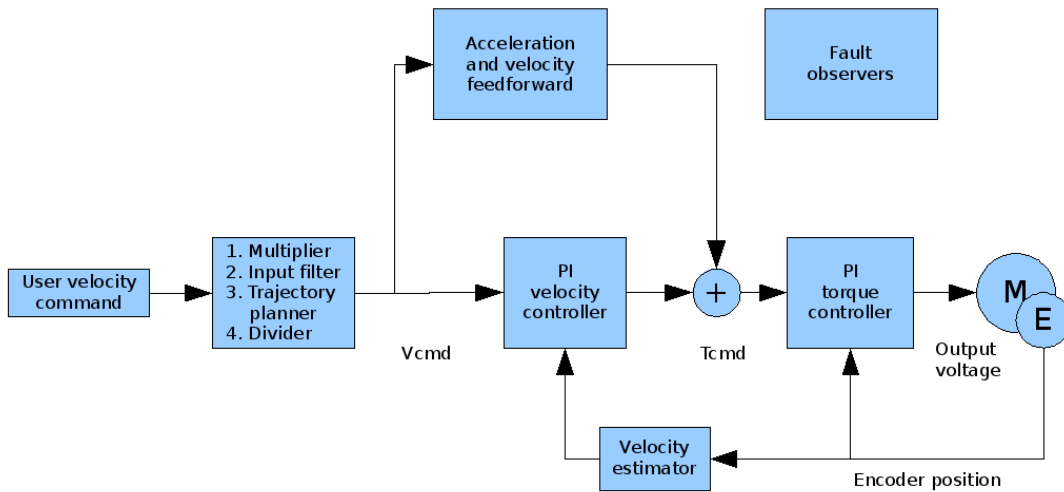 Acceleration
and velocity
feedforward
Fault
observers
User velocity
command
1. Multiplier
2. Input filter
3. Trajectory
planner
4. Divider
Vcmd
PI
velocity
controller
+
Tcmd
PI
torque
controller
Output
voltage
M
E
Velocity
estimator
Encoder position